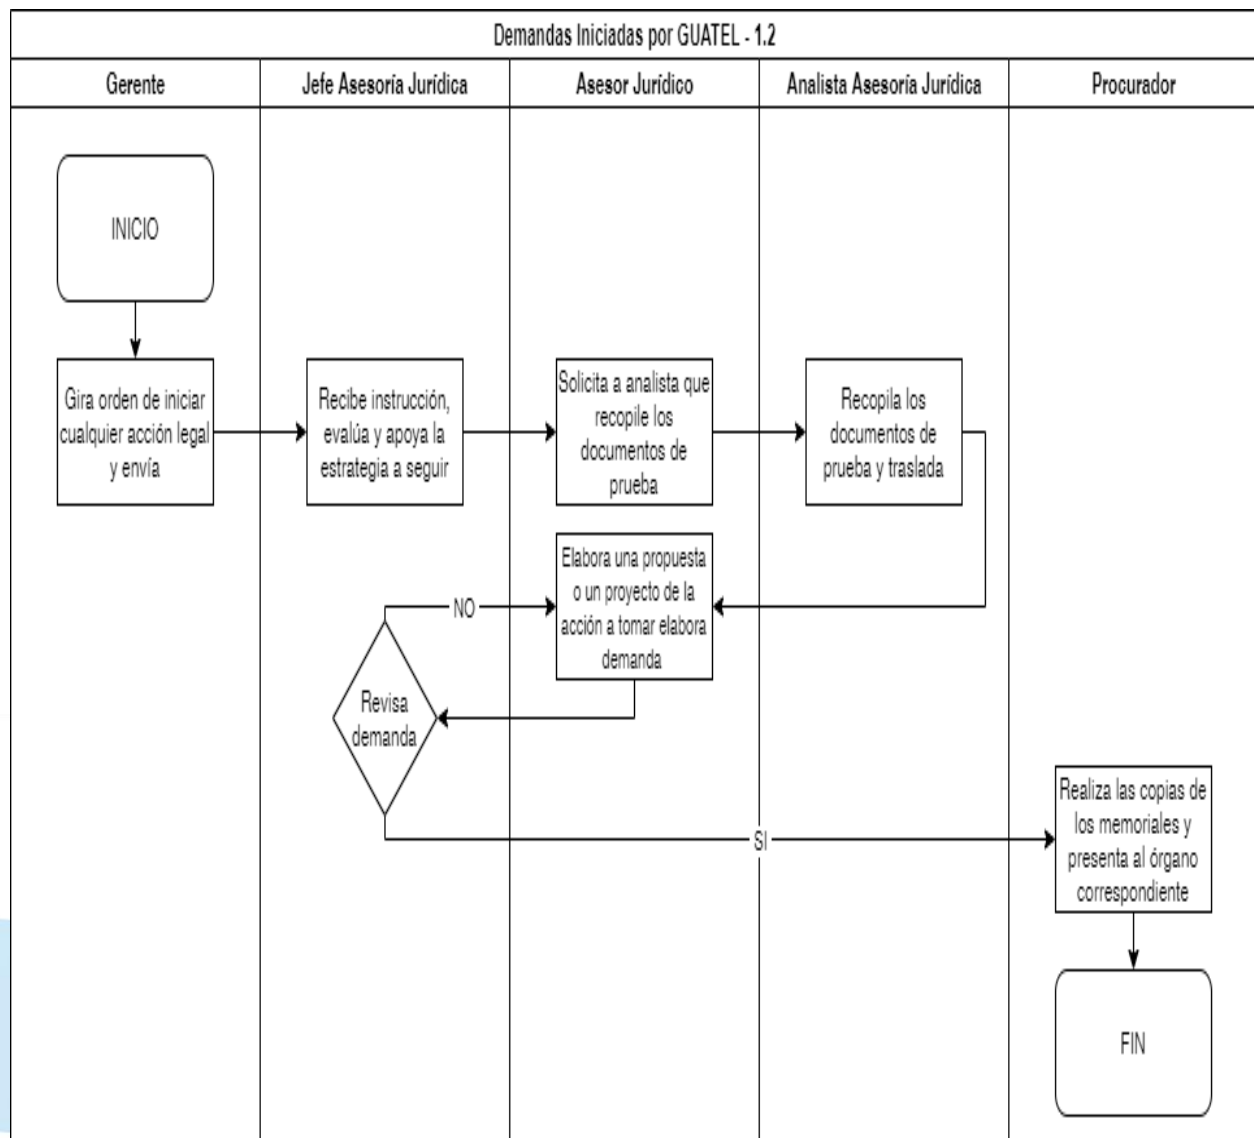 Demandas Iniciadas por GUATEL - 1.2
Gerente
Jefe Asesoría Jurídica
Asesor Jurídico
Analista Asesoría Jurídica
Procurador
INICIO
Gira orden de iniciar
cualquier acción legal
y envía
Recibe instrucción,
evalúa y apoya la
estrategia a seguir
Solicita a analista que
recopile los
documentos de
prueba
Recopila los
documentos de
prueba y traslada
Elabora una propuesta
o un proyecto de la
acción a tomar elabora
demanda
NO
Revisa
demanda
SI
Realiza las copias de
los memoriales y
presenta al órgano
correspondiente
FIN